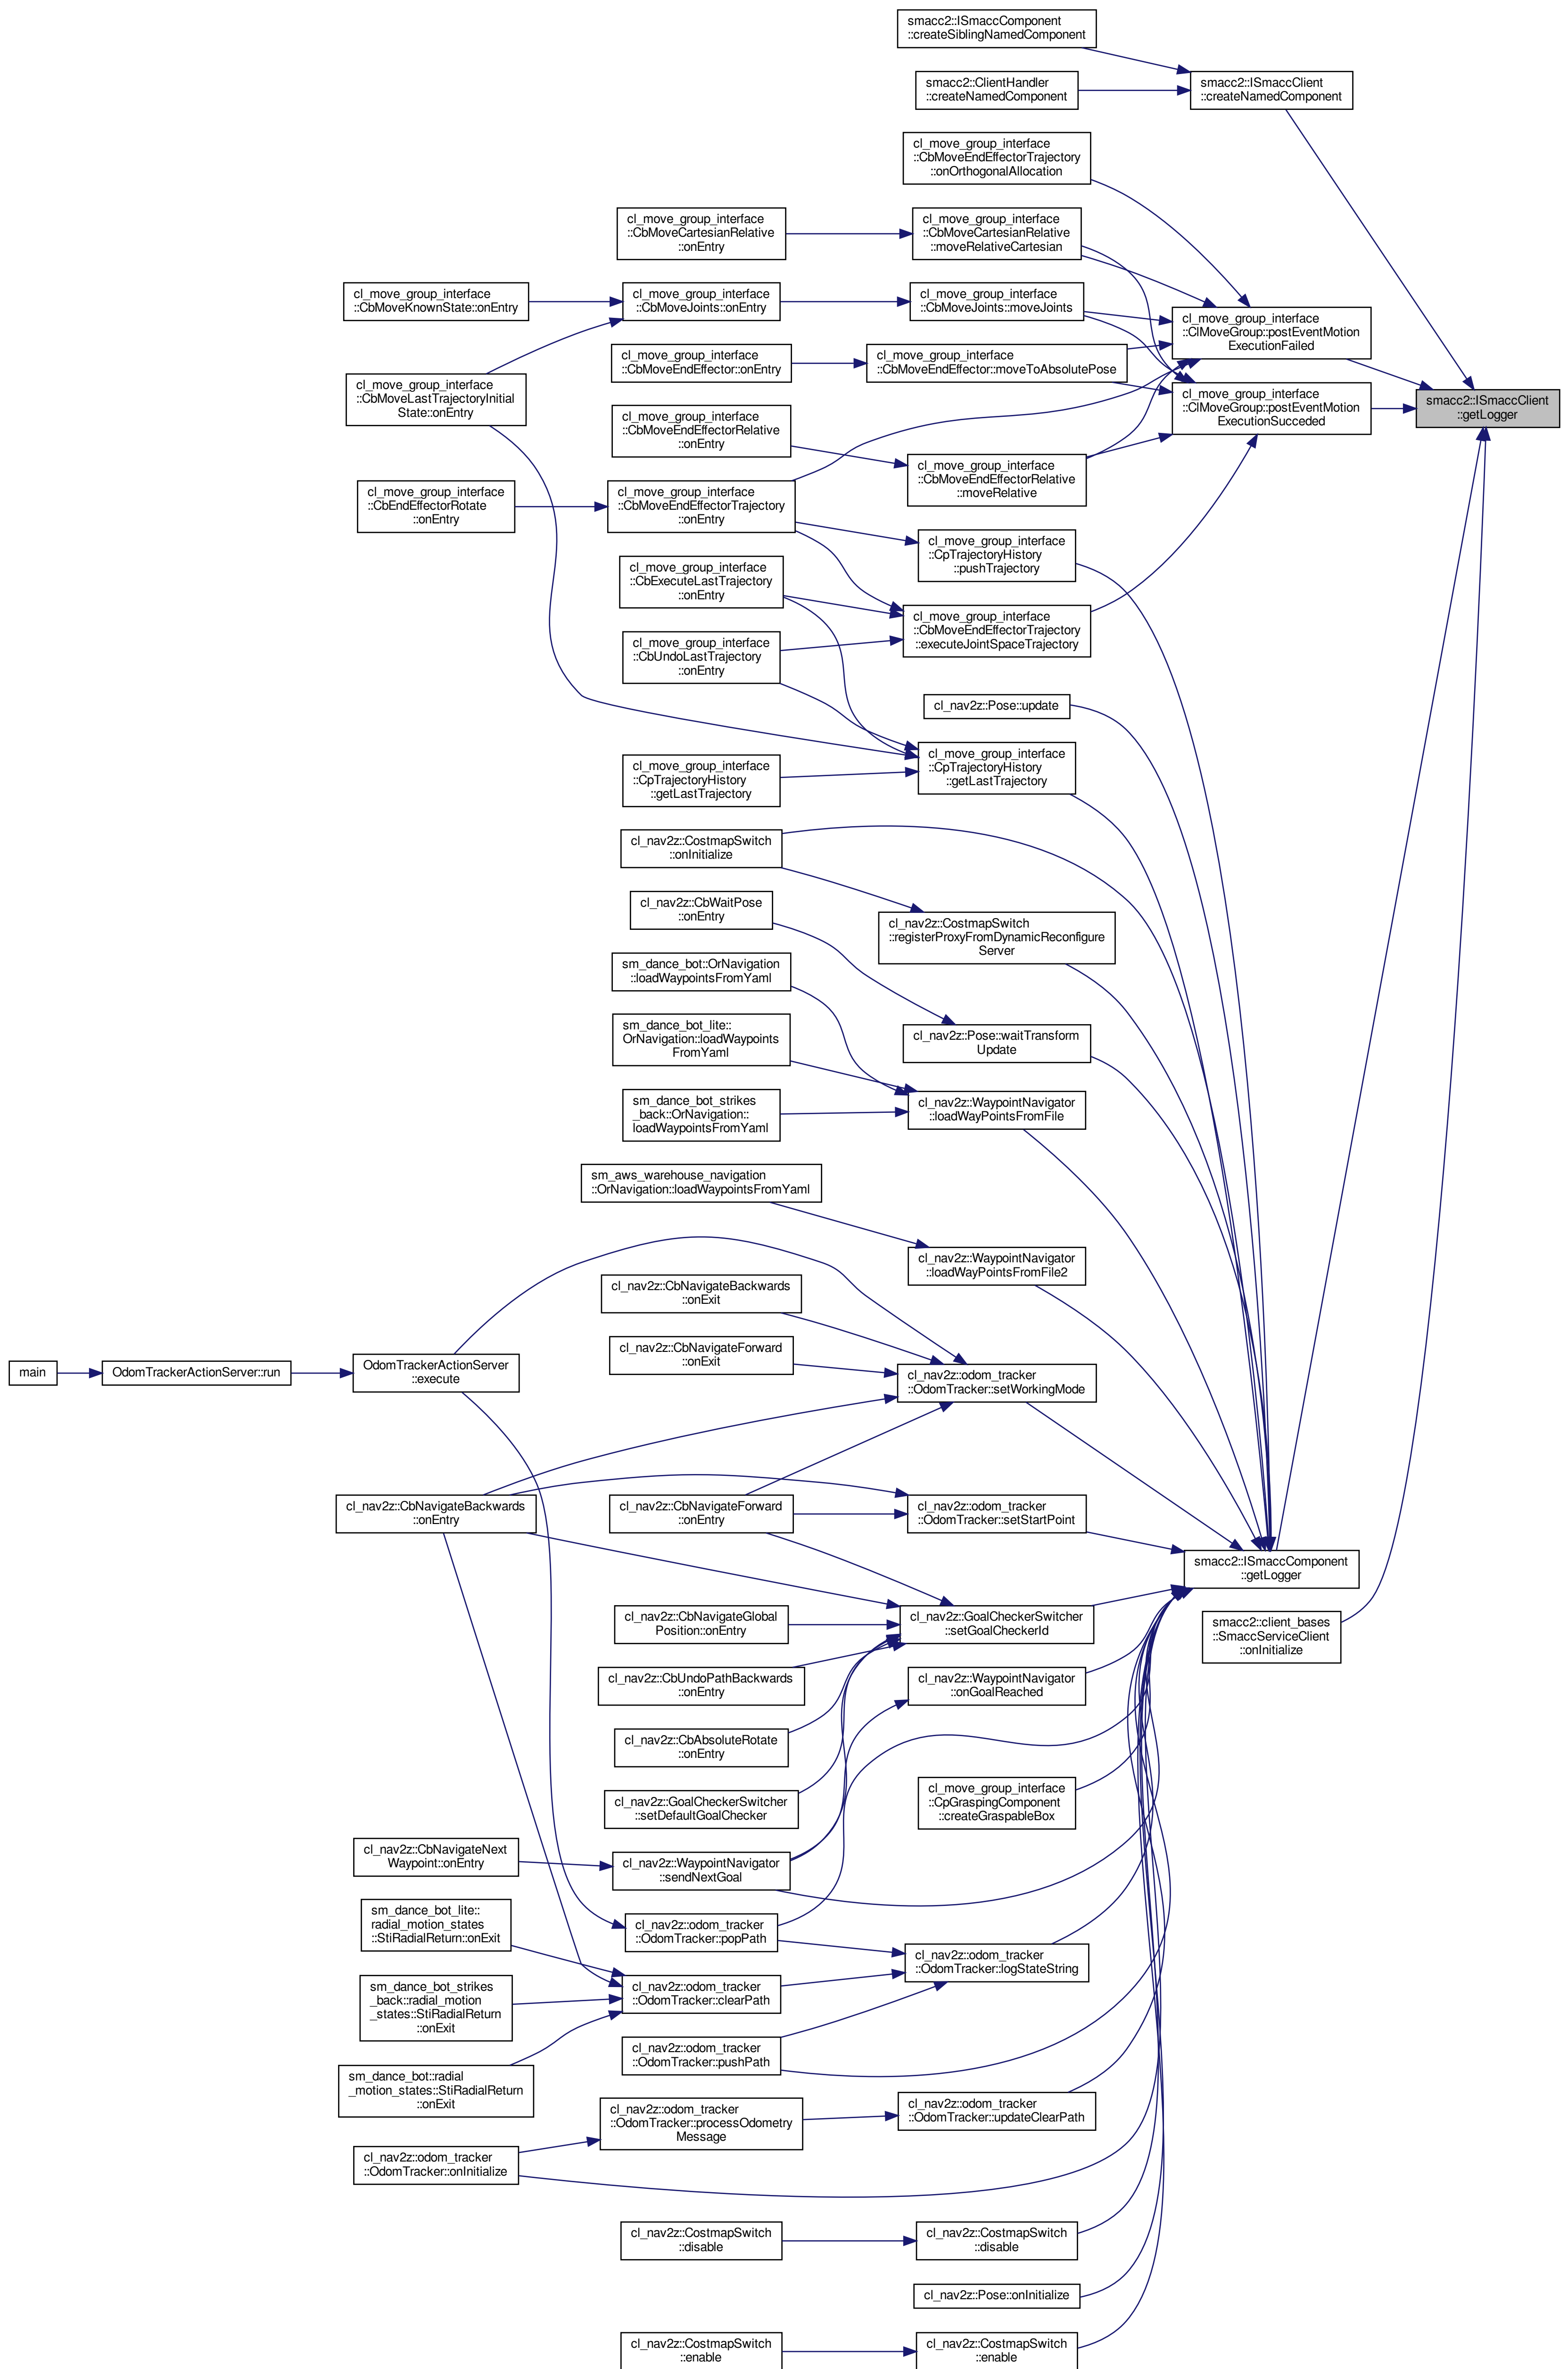 smacc2::ISmaccComponent
::createSiblingNamedComponent
smacc2::ClientHandler
::createNamedComponent
smacc2::ISmaccClient
::createNamedComponent
cl_move_group_interface
::CbMoveEndEffectorTrajectory
::onOrthogonalAllocation
cl_move_group_interface
::CbMoveCartesianRelative
::onEntry
cl_move_group_interface
::CbMoveCartesianRelative
::moveRelativeCartesian
cl_move_group_interface
::CbMoveKnownState::onEntry
cl_move_group_interface
::CbMoveJoints::onEntry
cl_move_group_interface
::CbMoveJoints::moveJoints
cl_move_group_interface
::ClMoveGroup::postEventMotion
ExecutionFailed
cl_move_group_interface
::CbMoveEndEffector::onEntry
cl_move_group_interface
::CbMoveEndEffector::moveToAbsolutePose
cl_move_group_interface
::CbMoveLastTrajectoryInitial
State::onEntry
cl_move_group_interface
::ClMoveGroup::postEventMotion
ExecutionSucceded
smacc2::ISmaccClient
::getLogger
cl_move_group_interface
::CbMoveEndEffectorRelative
::onEntry
cl_move_group_interface
::CbMoveEndEffectorRelative
::moveRelative
cl_move_group_interface
::CbEndEffectorRotate
::onEntry
cl_move_group_interface
::CbMoveEndEffectorTrajectory
::onEntry
cl_move_group_interface
::CpTrajectoryHistory
::pushTrajectory
cl_move_group_interface
::CbExecuteLastTrajectory
::onEntry
cl_move_group_interface
::CbMoveEndEffectorTrajectory
::executeJointSpaceTrajectory
cl_move_group_interface
::CbUndoLastTrajectory
::onEntry
cl_nav2z::Pose::update
cl_move_group_interface
::CpTrajectoryHistory
::getLastTrajectory
cl_move_group_interface
::CpTrajectoryHistory
::getLastTrajectory
cl_nav2z::CostmapSwitch
::onInitialize
cl_nav2z::CbWaitPose
::onEntry
cl_nav2z::CostmapSwitch
::registerProxyFromDynamicReconfigure
Server
sm_dance_bot::OrNavigation
::loadWaypointsFromYaml
sm_dance_bot_lite::
OrNavigation::loadWaypoints
FromYaml
cl_nav2z::Pose::waitTransform
Update
sm_dance_bot_strikes
_back::OrNavigation::
loadWaypointsFromYaml
cl_nav2z::WaypointNavigator
::loadWayPointsFromFile
sm_aws_warehouse_navigation
::OrNavigation::loadWaypointsFromYaml
cl_nav2z::WaypointNavigator
::loadWayPointsFromFile2
cl_nav2z::CbNavigateBackwards
::onExit
cl_nav2z::CbNavigateForward
::onExit
main
OdomTrackerActionServer::run
OdomTrackerActionServer
::execute
cl_nav2z::odom_tracker
::OdomTracker::setWorkingMode
cl_nav2z::CbNavigateBackwards
::onEntry
cl_nav2z::CbNavigateForward
::onEntry
cl_nav2z::odom_tracker
::OdomTracker::setStartPoint
smacc2::ISmaccComponent
::getLogger
cl_nav2z::CbNavigateGlobal
Position::onEntry
cl_nav2z::GoalCheckerSwitcher
::setGoalCheckerId
smacc2::client_bases
::SmaccServiceClient
::onInitialize
cl_nav2z::CbUndoPathBackwards
::onEntry
cl_nav2z::WaypointNavigator
::onGoalReached
cl_nav2z::CbAbsoluteRotate
::onEntry
cl_nav2z::GoalCheckerSwitcher
::setDefaultGoalChecker
cl_move_group_interface
::CpGraspingComponent
::createGraspableBox
cl_nav2z::CbNavigateNext
Waypoint::onEntry
cl_nav2z::WaypointNavigator
::sendNextGoal
sm_dance_bot_lite::
radial_motion_states
::StiRadialReturn::onExit
cl_nav2z::odom_tracker
::OdomTracker::popPath
cl_nav2z::odom_tracker
::OdomTracker::logStateString
sm_dance_bot_strikes
_back::radial_motion
_states::StiRadialReturn
::onExit
cl_nav2z::odom_tracker
::OdomTracker::clearPath
cl_nav2z::odom_tracker
::OdomTracker::pushPath
sm_dance_bot::radial
_motion_states::StiRadialReturn
::onExit
cl_nav2z::odom_tracker
::OdomTracker::processOdometry
Message
cl_nav2z::odom_tracker
::OdomTracker::updateClearPath
cl_nav2z::odom_tracker
::OdomTracker::onInitialize
cl_nav2z::CostmapSwitch
::disable
cl_nav2z::CostmapSwitch
::disable
cl_nav2z::Pose::onInitialize
cl_nav2z::CostmapSwitch
::enable
cl_nav2z::CostmapSwitch
::enable